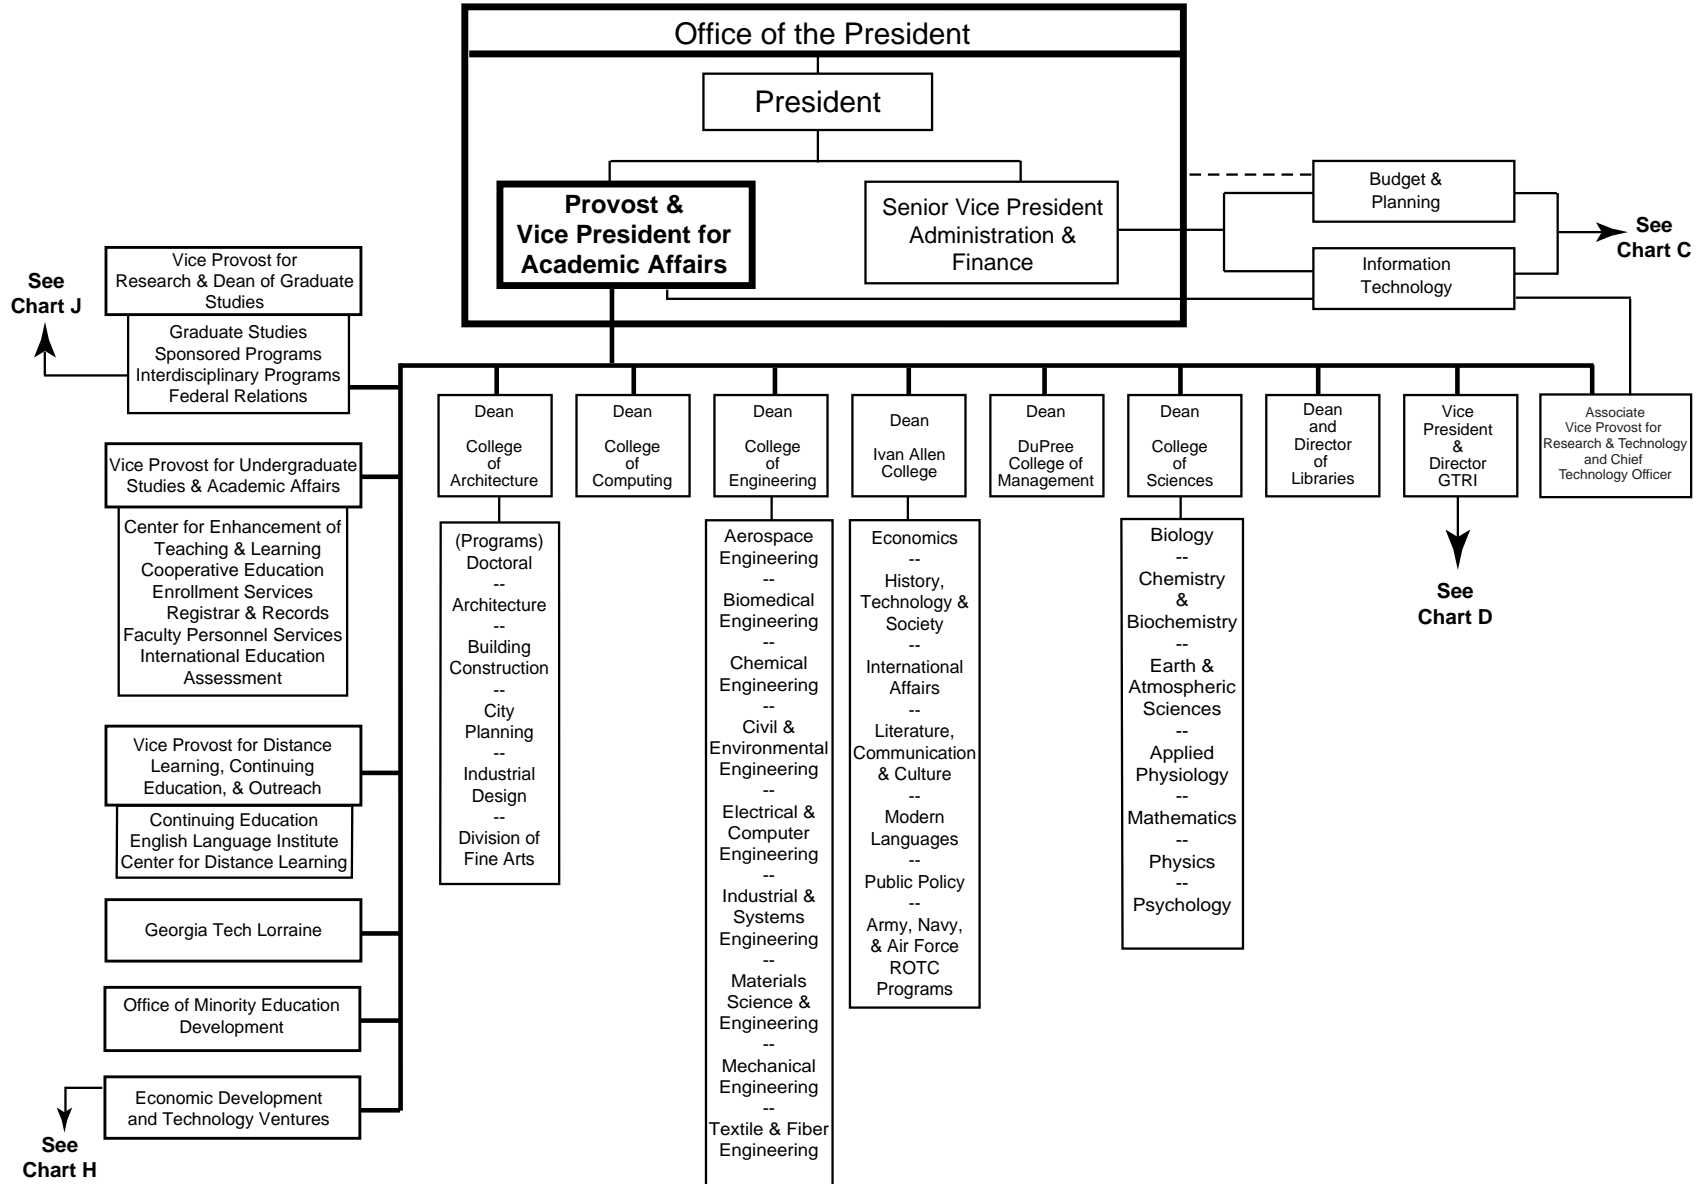 Office of the President
President
Provost &
Vice President for
Academic Affairs
Senior Vice President
Administration &
Finance
Budget &
Planning
Information
Technology
See
Chart C
See
Chart J
Vice Provost for
Research & Dean of Graduate
Studies
Graduate Studies
Sponsored Programs
Interdisciplinary Programs
Federal Relations
Vice Provost for Undergraduate
Studies & Academic Affairs
Center for Enhancement of
Teaching & Learning
Cooperative Education
Enrollment Services
Registrar & Records
Faculty Personnel Services
International Education
Assessment
Vice Provost for Distance
Learning, Continuing
Education, & Outreach
Continuing Education
English Language Institute
Center for Distance Learning
Georgia Tech Lorraine
Office of Minority Education
Development
Economic Development
and Technology Ventures
See
Chart H
Dean
College
of
Architecture
(Programs)
Doctoral
--
Architecture
--
Building
Construction
--
City
Planning
--
Industrial
Design
--
Division of
Fine Arts
Dean
College
of
Computing
Dean
College
of
Engineering
Aerospace
Engineering
--
Biomedical
Engineering
--
Chemical
Engineering
--
Civil &
Environmental
Engineering
--
Electrical &
Computer
Engineering
--
Industrial &
Systems
Engineering
--
Materials
Science &
Engineering
--
Mechanical
Engineering
--
Textile & Fiber
Engineering
Dean
Ivan Allen
College
Economics
--
History,
Technology &
Society
--
International
Affairs
--
Literature,
Communication
& Culture
--
Modern
Languages
--
Public Policy
--
Army, Navy,
& Air Force
ROTC
Programs
Dean
DuPree
College of
Management
Dean
College
of
Sciences
Biology
--
Chemistry
&
Biochemistry
--
Earth &
Atmospheric
Sciences
--
Applied
Physiology
--
Mathematics
--
Physics
--
Psychology
Dean
and
Director
of
Libraries
Vice
President
&
Director
GTRI
See
Chart D
Associate
Vice Provost for
Research & Technology
and Chief
Technology Officer